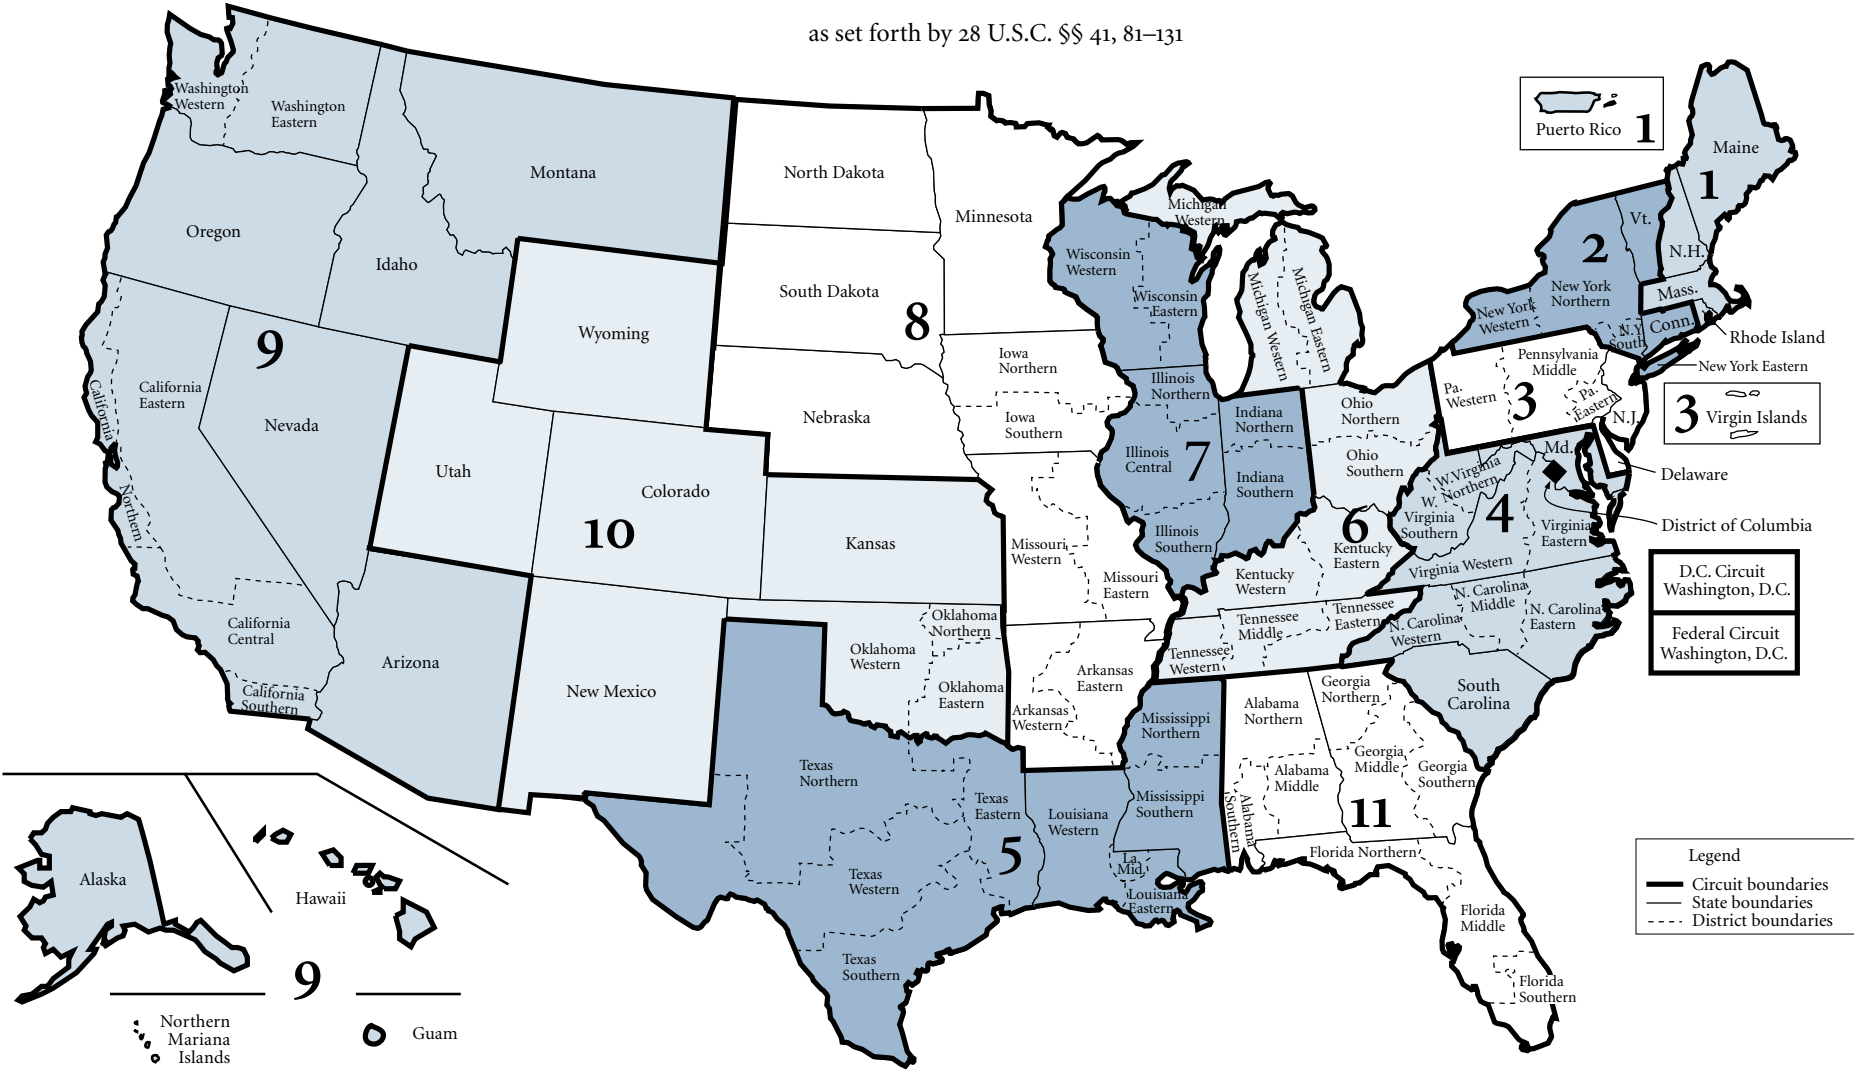 as set forth by 28 U.S.C. §§ 41, 81–131
Washington
Western
Washington
Eastern
Montana
Oregon
Idaho
9
California
Eastern
Nevada
California
Northern
California
Central
California
Southern
Arizona
Wyoming
Utah
Colorado
10
Kansas
New Mexico
Oklahoma
Northern
Oklahoma
Western
Oklahoma
Eastern
North Dakota
Minnesota
South Dakota
8
Nebraska
Iowa
Northern
Iowa
Southern
Missouri
Western
Missouri
Eastern
Arkansas
Eastern
Arkansas
Western
Wisconsin
Western
Wisconsin
Eastern
Illinois
Northern
Illinois
Central
7
Illinois
Southern
Indiana
Northern
Indiana
Southern
Michigan
Western
Michigan Western
Michigan Eastern
Ohio
Northern
Ohio
Southern
6
Kentucky
Eastern
Kentucky
Western
Tennessee
Eastern
Tennessee
Middle
Tennessee
Western
Texas
Northern
Texas
Eastern
5
Texas
Western
Texas
Southern
Louisiana
Western
La.
Mid.
Louisiana
Eastern
Mississippi
Northern
Mississippi
Southern
Alabama
Northern
Alabama
Middle
Alabama
Southern
Georgia
Northern
Georgia
Middle
Georgia
Southern
11
Florida Northern
Florida
Middle
Florida
Southern
South
Carolina
N. Carolina
Western
N. Carolina
Middle
N. Carolina
Eastern
Virginia Western
Virginia
Eastern
4
W.Virginia
Northern
W.
Virginia
Southern
Md.
Pa.
Western
Pennsylvania
Middle
3
Pa.
Eastern
N.J.
New York
Western
New York
Northern
2
N.Y
South
Conn.
Vt.
Mass.
N.H.
1
Maine
Puerto Rico
1
Rhode Island
New York Eastern
3
Virgin Islands
Delaware
District of Columbia
D.C. Circuit
Washington, D.C.
Federal Circuit
Washington, D.C.
Legend
Circuit boundaries
State boundaries
District boundaries
Alaska
Hawaii
9
Northern
Mariana
Islands
Guam